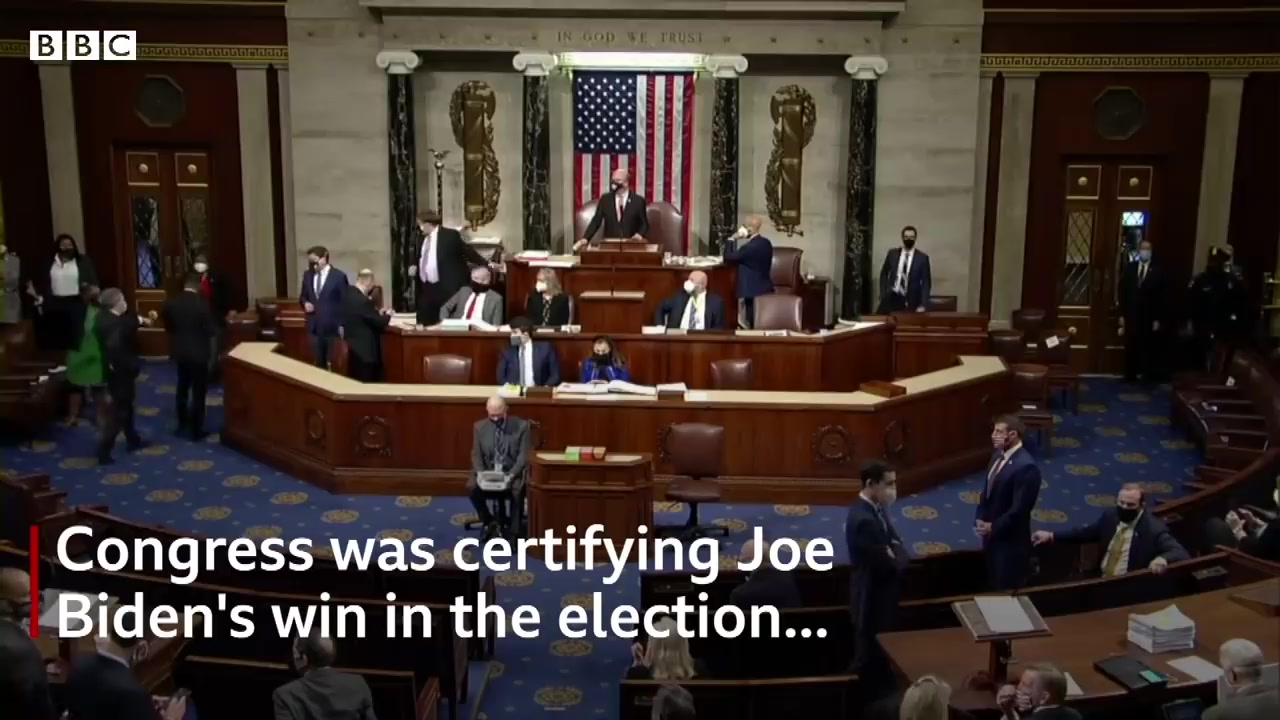 BBC
IN GOD WE TRUST
Congress was certifying Joe
Biden's win in the election...